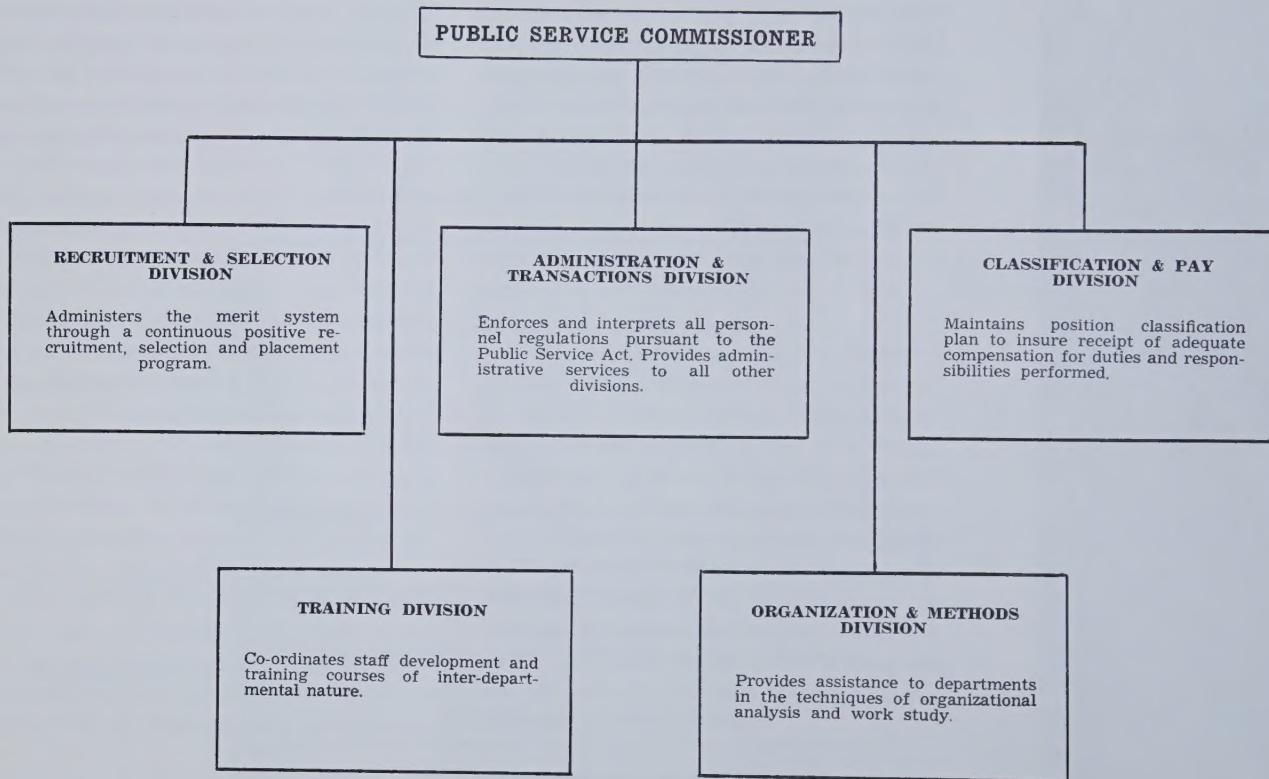 PUBLIC SERVICE COMMISSIONER
RECRUITMENT & SELECTION
DIVISION
Administers the merit system
through a continuous positive re-
cruitment, selection and placement
program.
ADMINISTRATION &
TRANSACTIONS DIVISION
Enforces and interprets all person-
nel regulations pursuant to the
Public Service Act. Provides admin-
istrative services to all other
divisions.
CLASSIFICATION & PAY
DIVISION
Maintains position classification
plan to insure receipt of adequate
compensation for duties and respon-
sibilities performed.
TRAINING DIVISION
Co-ordinates staff development and
training courses of inter-depart-
mental nature.
ORGANIZATION & METHODS
DIVISION
Provides assistance to departments
in the techniques of organizational
analysis and work study.